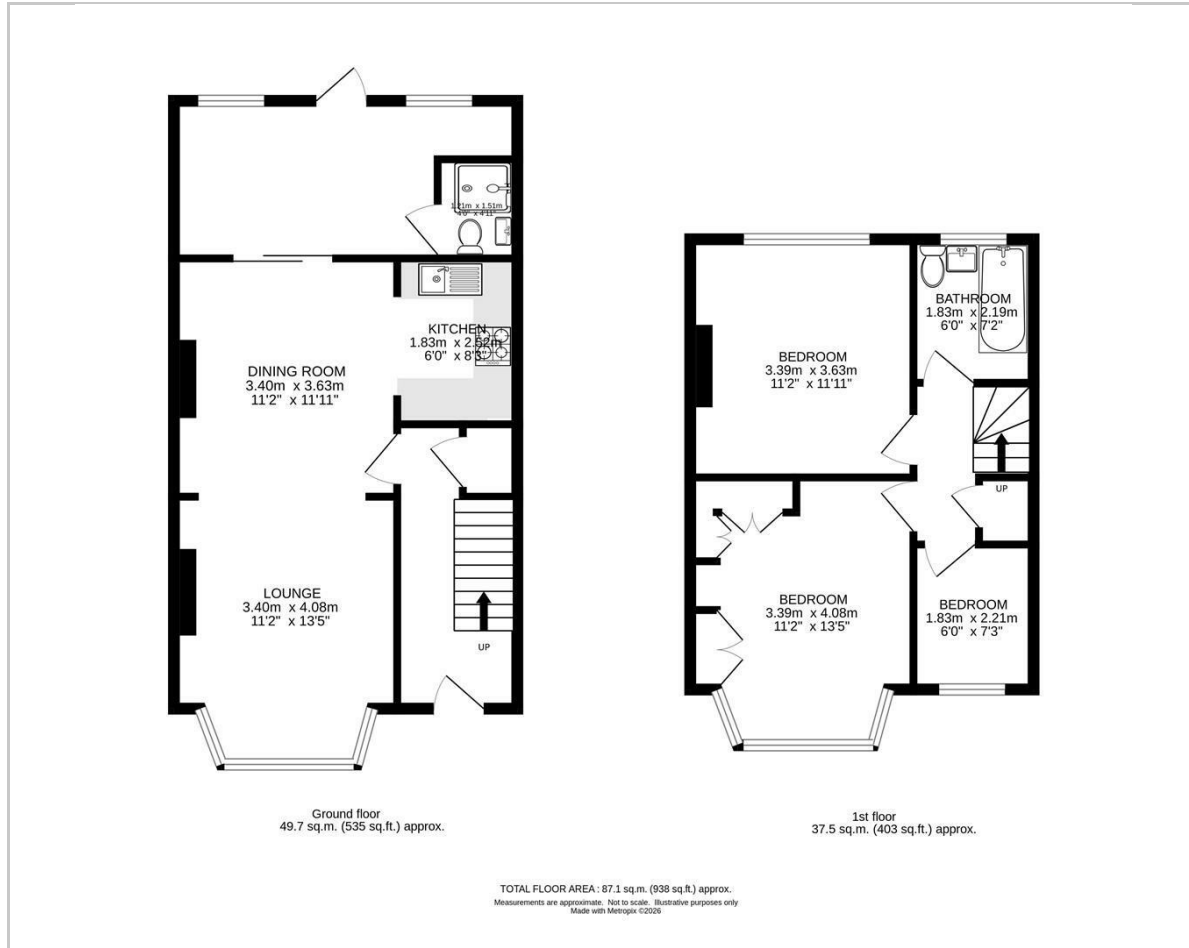 1.21m x 1.51m
4'0" x 4'11"
KITCHEN
1.83m x 2.52m
6'0" x 8'3"
DINING ROOM
3.40m x 3.63m
11'2" x 11'11"
LOUNGE
3.40m x 4.08m
11'2" x 13'5"
UP
Ground floor
49.7 sq.m. (535 sq.ft.) approx.
BATHROOM
1.83m x 2.19m
6'0" x 7'2"
BEDROOM
3.39m x 3.63m
11'2" x 11'11"
UP
BEDROOM
3.39m x 4.08m
11'2" x 13'5"
BEDROOM
1.83m x 2.21m
6'0" x 7'3"
1st floor
37.5 sq.m. (403 sq.ft.) approx.
TOTAL FLOOR AREA : 87.1 sq.m. (938 sq.ft.) approx.
Measurements are approximate. Not to scale. Illustrative purposes only
Made with Metropix ©2026